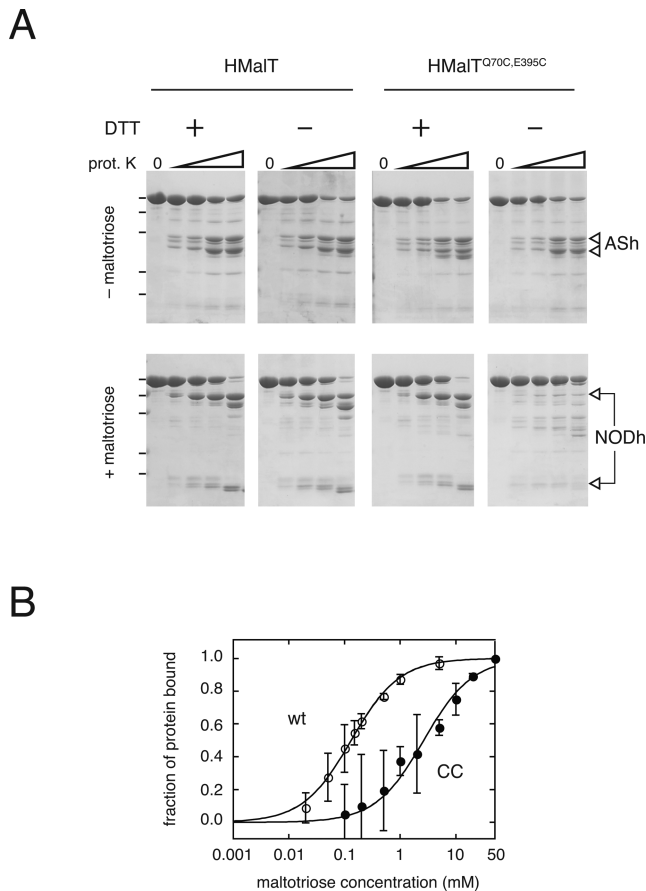 A
HMalT HMalTQ70C,E395C
DTT + − + −
prot. K 0 0 0 0
− maltotriose
ASh
+ maltotriose
NODh
B
fraction of protein bound
1.0
0.8
0.6
0.4
0.2
0.0
wt
CC
0.001 0.01 0.1 1 10 50
maltotriose concentration (mM)